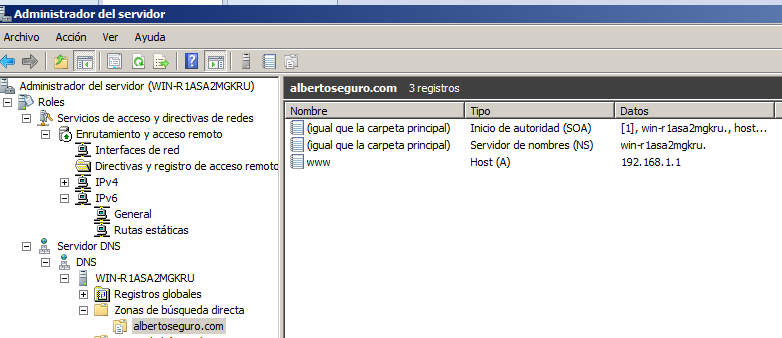 Administrador del servidor
Archivo Acción Ver Ayuda
Administrador del servidor (WIN-R1ASA2MGKRU)
Roles
Servicios de acceso y directivas de redes
Enrutamiento y acceso remoto
Interfaces de red
Directivas y registro de acceso remoto
IPv4
IPv6
General
Rutas estáticas
Servidor DNS
DNS
WIN-R1ASA2MGKRU
Registros globales
Zonas de búsqueda directa
albertoseguro.com
albertoseguro.com 3 registros
Nombre Tipo Datos
(igual que la carpeta principal) Inicio de autoridad (SOA) [1], win-r1asa2mgkru., host...
(igual que la carpeta principal) Servidor de nombres (NS) win-r1asa2mgkru.
www Host (A) 192.168.1.1